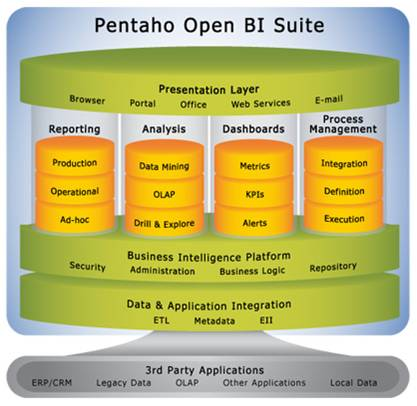 Pentaho Open BI Suite
Presentation Layer
Browser Portal Office Web Services E-mail
Reporting Analysis Dashboards Process Management
Production Data Mining Metrics Integration
Operational OLAP KPIs Definition
Ad-hoc Drill & Explore Alerts Execution
Business Intelligence Platform
Security Administration Business Logic Repository
Data & Application Integration
ETL Metadata EII
3rd Party Applications
ERP/CRM Legacy Data OLAP Other Applications Local Data